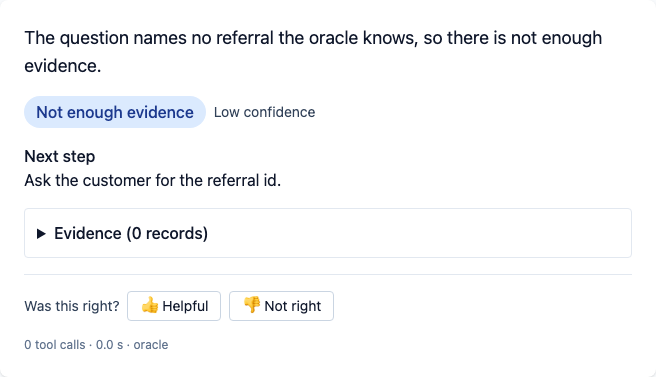 The question names no referral the oracle knows, so there is not enough
evidence.
Not enough evidence Low confidence
Next step
Ask the customer for the referral id.
▶ Evidence (0 records)
Was this right? 👍 Helpful 👎 Not right
0 tool calls · 0.0 s · oracle